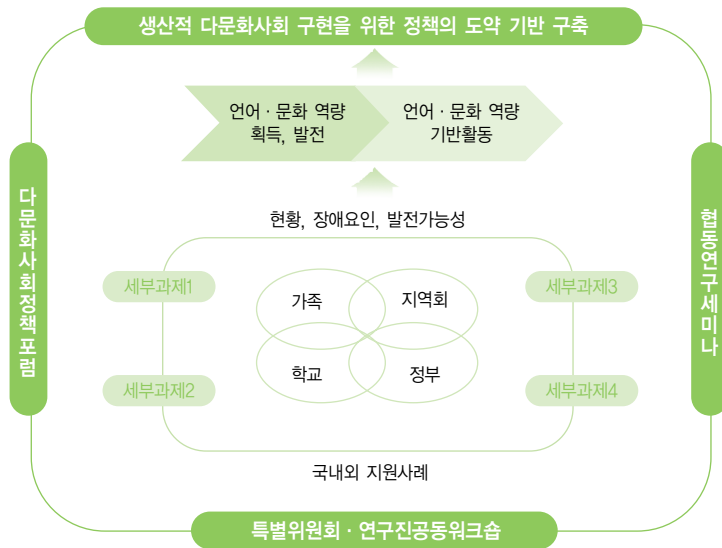 생산적 다문화사회 구현을 위한 정책의 도약 기반 구축
언어 · 문화 역량
획득, 발전
언어 · 문화 역량
기반활동
다문화사회정책포럼
협동연구세미나
현황, 장애요인, 발전가능성
세부과제1
세부과제3
가족
지역회
학교
정부
세부과제2
세부과제4
국내외 지원사례
특별위원회 · 연구진공동워크숍